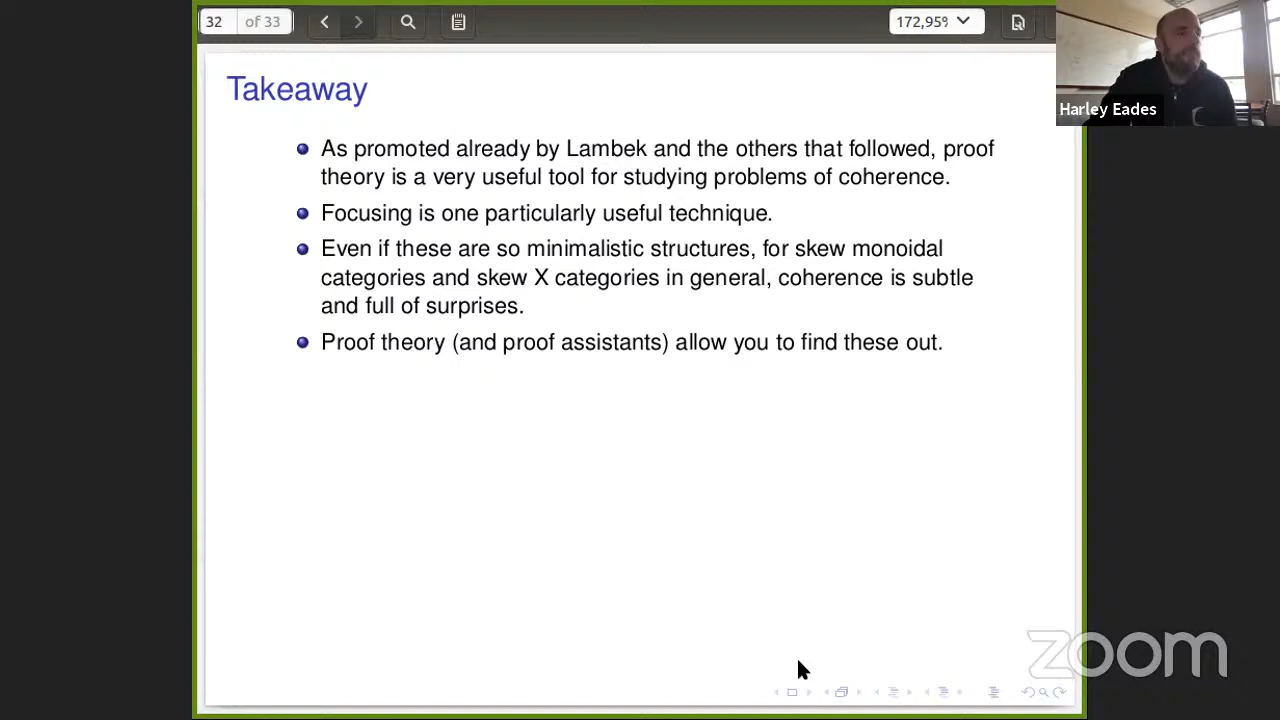 32 of 33
172,95%
Takeaway
Harley Eades
As promoted already by Lambek and the others that followed, proof
theory is a very useful tool for studying problems of coherence.
Focusing is one particularly useful technique.
Even if these are so minimalistic structures, for skew monoidal
categories and skew X categories in general, coherence is subtle
and full of surprises.
Proof theory (and proof assistants) allow you to find these out.
zoom